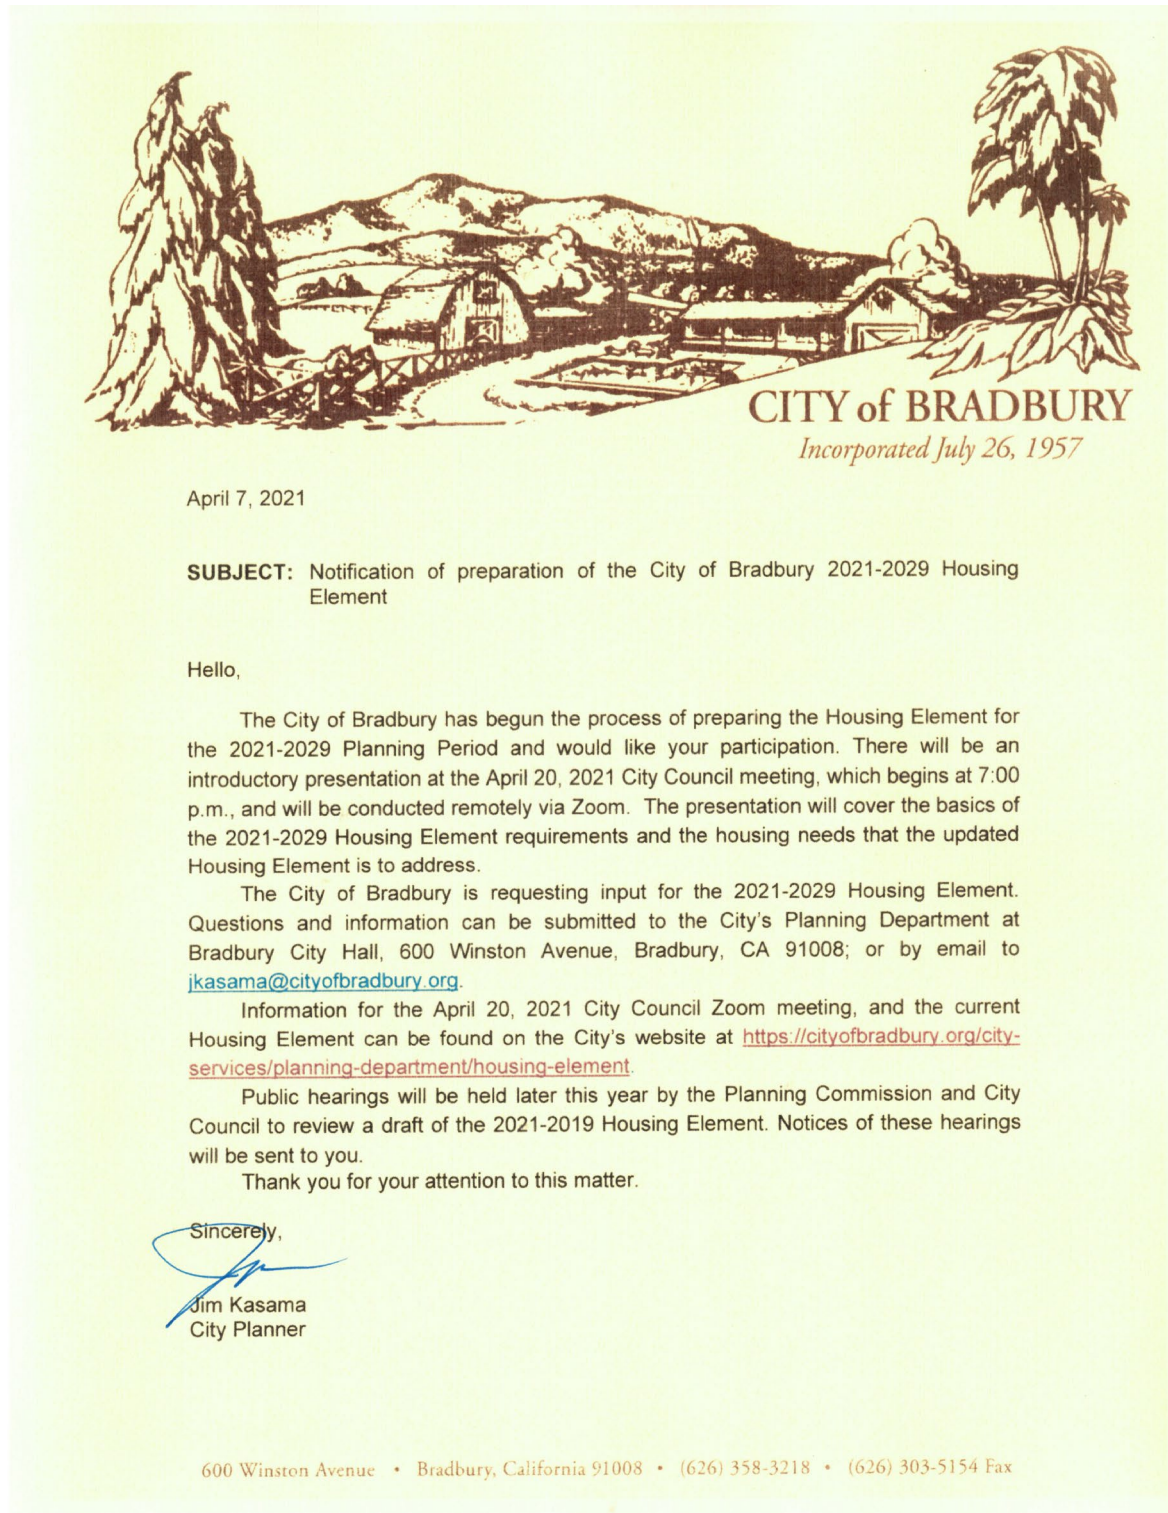 CITY of BRADBURY
Incorporated July 26, 1957
April 7, 2021
SUBJECT: Notification of preparation of the City of Bradbury 2021-2029 Housing
Element
Hello,
The City of Bradbury has begun the process of preparing the Housing Element for
the 2021-2029 Planning Period and would like your participation. There will be an
introductory presentation at the April 20, 2021 City Council meeting, which begins at 7:00
p.m., and will be conducted remotely via Zoom. The presentation will cover the basics of
the 2021-2029 Housing Element requirements and the housing needs that the updated
Housing Element is to address.
The City of Bradbury is requesting input for the 2021-2029 Housing Element.
Questions and information can be submitted to the City's Planning Department at
Bradbury City Hall, 600 Winston Avenue, Bradbury, CA 91008; or by email to
jkasama@cityofbradbury.org.
Information for the April 20, 2021 City Council Zoom meeting, and the current
Housing Element can be found on the City's website at https://cityofbradbury.org/city-
services/planning-department/housing-element.
Public hearings will be held later this year by the Planning Commission and City
Council to review a draft of the 2021-2019 Housing Element. Notices of these hearings
will be sent to you.
Thank you for your attention to this matter.
Sincerely,
Jim Kasama
City Planner
600 Winston Avenue • Bradbury, California 91008 • (626) 358-3218 • (626) 303-5154 Fax